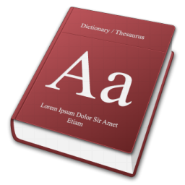 Dictionary / Thesaurus
Aa
Lorem Ipsum Dolor Sit Amet
Etiam